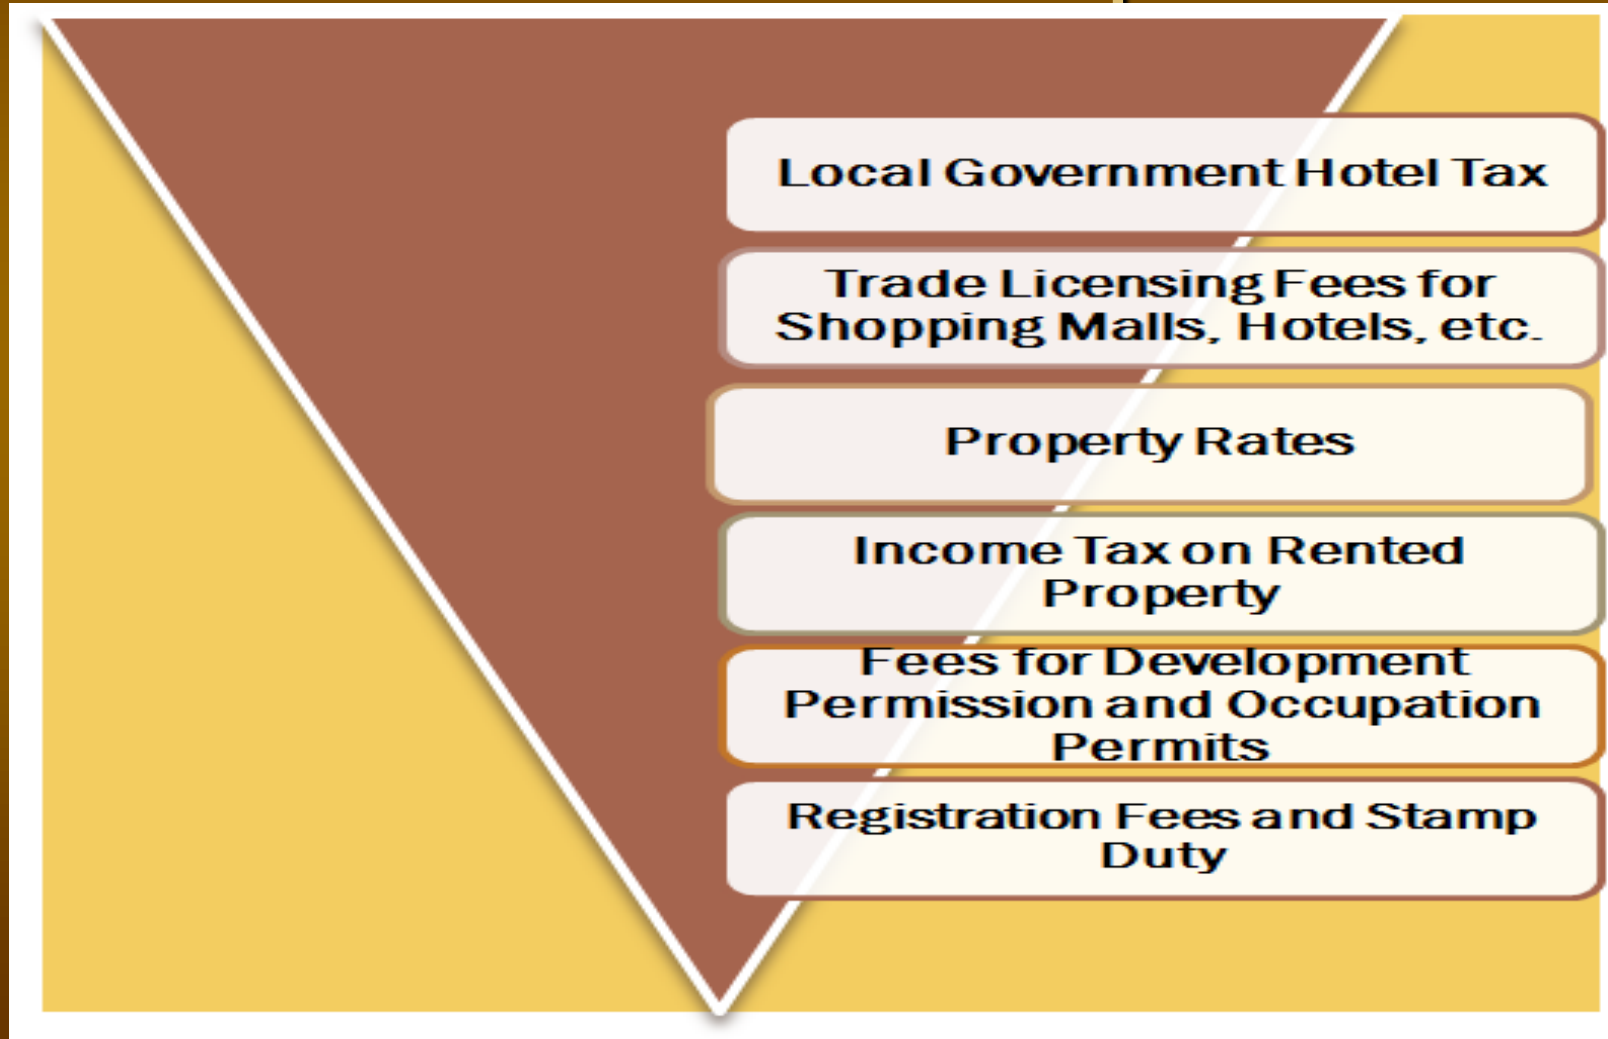 Local Government Hotel Tax
Trade Licensing Fees for
Shopping Malls, Hotels, etc.
Property Rates
Income Tax on Rented
Property
Fees for Development
Permission and Occupation
Permits
Registration Fees and Stamp
Duty